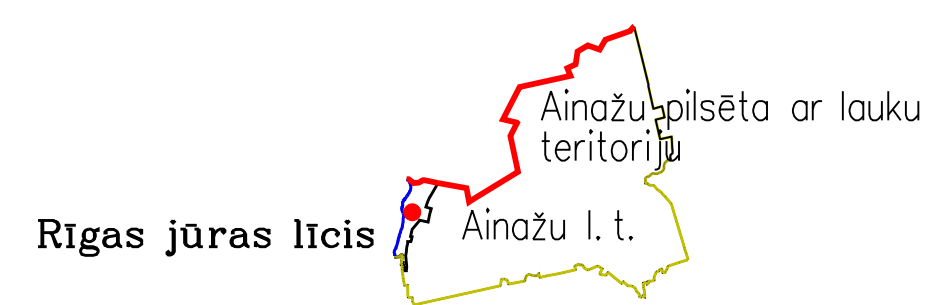 Ainažu pilsēta ar lauku
teritoriju
Ainažu l. t.
Rīgas jūras līcis